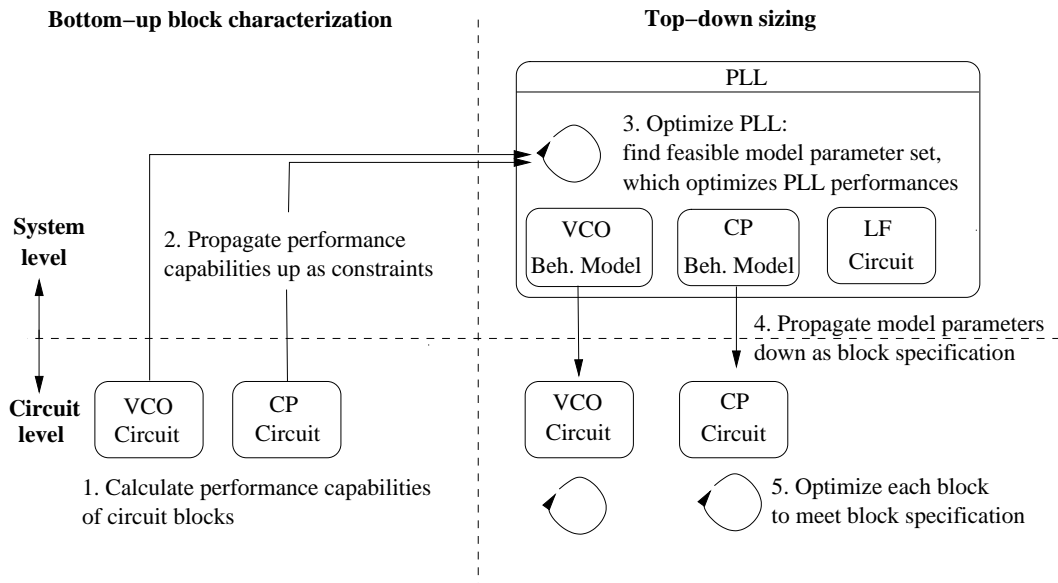 Bottom−up block characterization
Top−down sizing
PLL
3. Optimize PLL:
find feasible model parameter set,
which optimizes PLL performances
VCO
Beh. Model
CP
Beh. Model
LF
Circuit
System
level
2. Propagate performance
capabilities up as constraints
4. Propagate model parameters
down as block specification
Circuit
level
VCO
Circuit
CP
Circuit
VCO
Circuit
CP
Circuit
1. Calculate performance capabilities
of circuit blocks
5. Optimize each block
to meet block specification